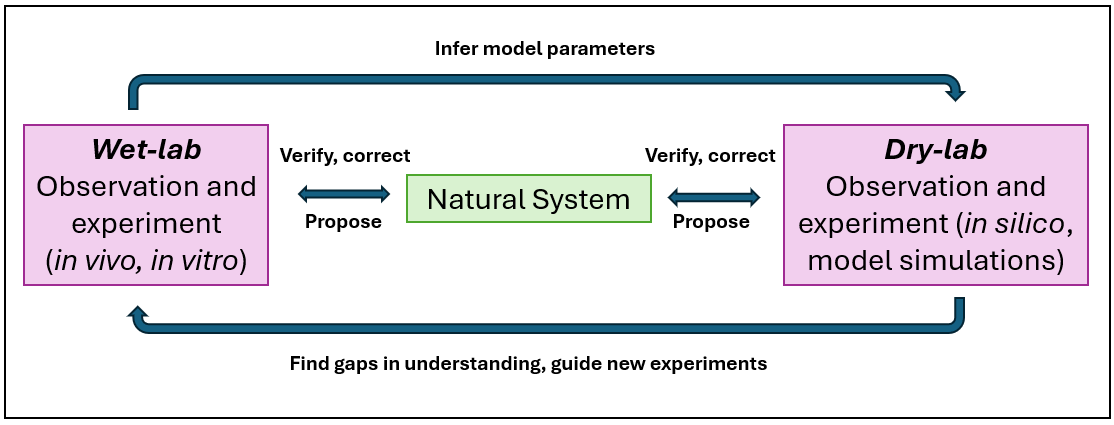 Infer model parameters
Wet-lab
Observation and
experiment
(in vivo, in vitro)
Verify, correct
Propose
Natural System
Verify, correct
Propose
Dry-lab
Observation and
experiment (in silico,
model simulations)
Find gaps in understanding, guide new experiments